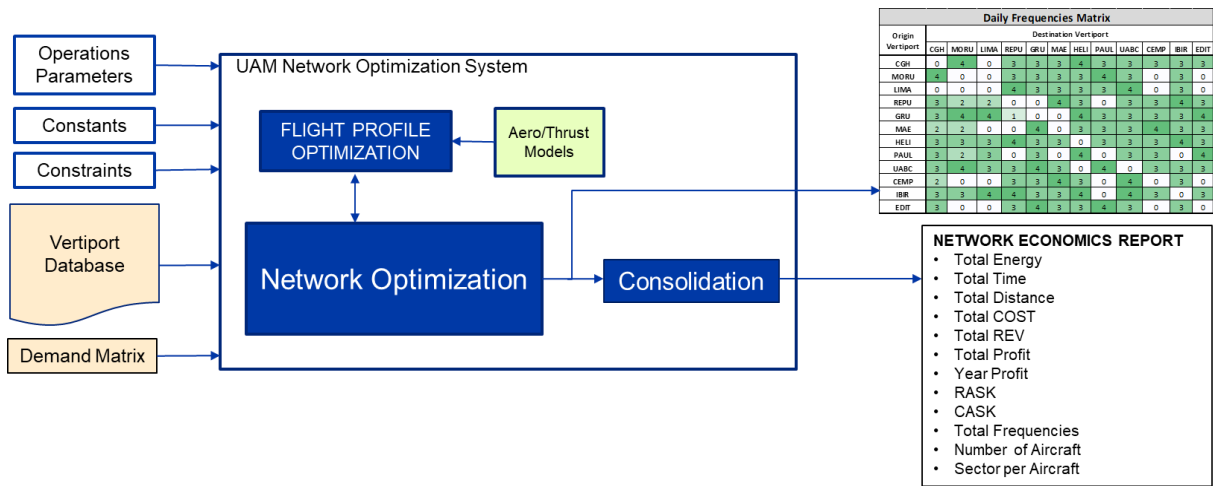 Operations
Parameters
Constants
Constraints
Vertiport
Database
Demand Matrix
UAM Network Optimization System
FLIGHT PROFILE
OPTIMIZATION
Aero/Thrust
Models
Network Optimization
Consolidation
Daily Frequencies Matrix
Origin
Vertiport
Destination Vertiport
CGH MORU LIMA REPU GRU MAE HELI PAUL UABC CEMP IBIR EDIT
CGH 0 4 0 3 3 3 4 3 3 3 3 3
MORU 4 0 0 3 3 3 3 4 3 0 3 0
LIMA 0 0 0 4 3 3 3 3 4 0 3 0
REPU 3 2 2 0 0 4 3 0 3 3 4 3
GRU 3 4 4 1 0 0 4 3 3 3 3 4
MAE 2 2 0 0 4 0 3 3 3 4 3 3
HELI 3 3 3 4 3 3 0 3 3 3 4 3
PAUL 3 2 3 0 3 0 4 0 3 3 0 4
UABC 3 4 3 3 4 3 0 4 0 3 3 3
CEMP 2 0 0 3 3 4 3 0 4 0 3 0
IBIR 3 3 4 4 3 3 4 0 4 3 0 3
EDIT 3 0 0 3 4 3 3 4 3 0 3 0
NETWORK ECONOMICS REPORT
• Total Energy
• Total Time
• Total Distance
• Total COST
• Total REV
• Total Profit
• Year Profit
• RASK
• CASK
• Total Frequencies
• Number of Aircraft
• Sector per Aircraft